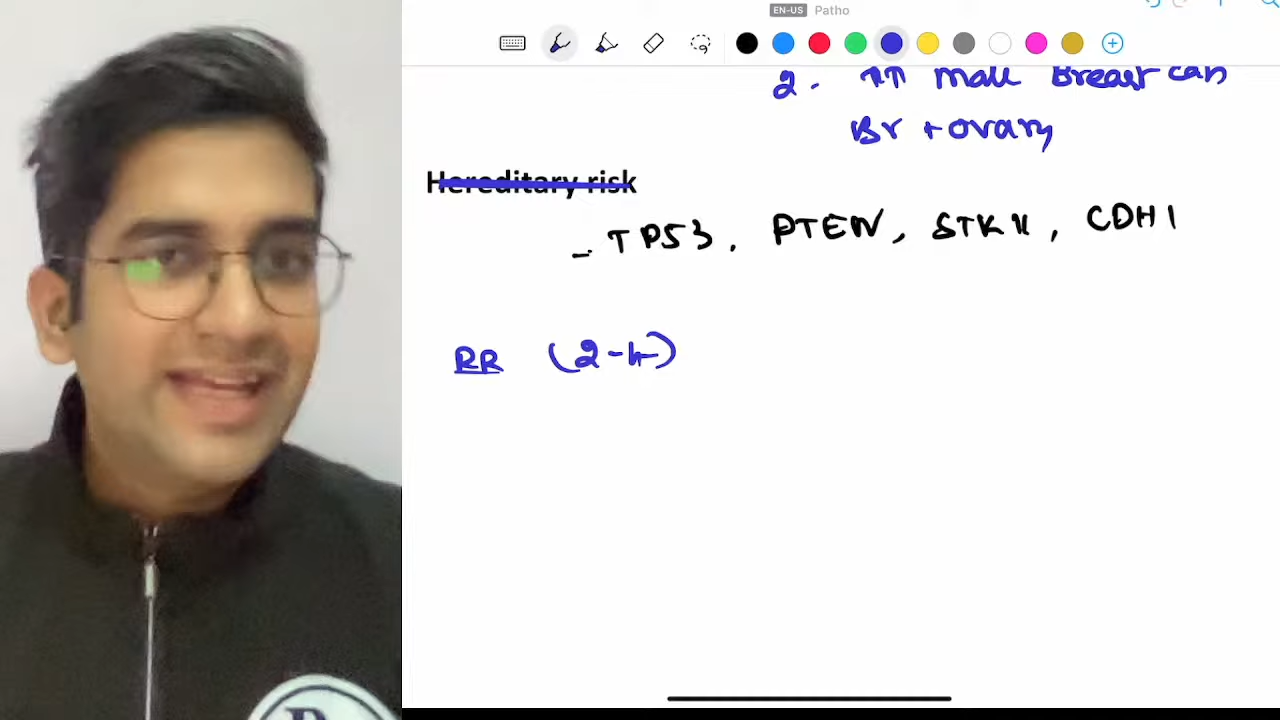 EN-US Patho
2. ↑↑ Male Breast can
Br + ovary
Hereditary risk
- TP53, PTEN, STK11, CDH1
RR (2-4)